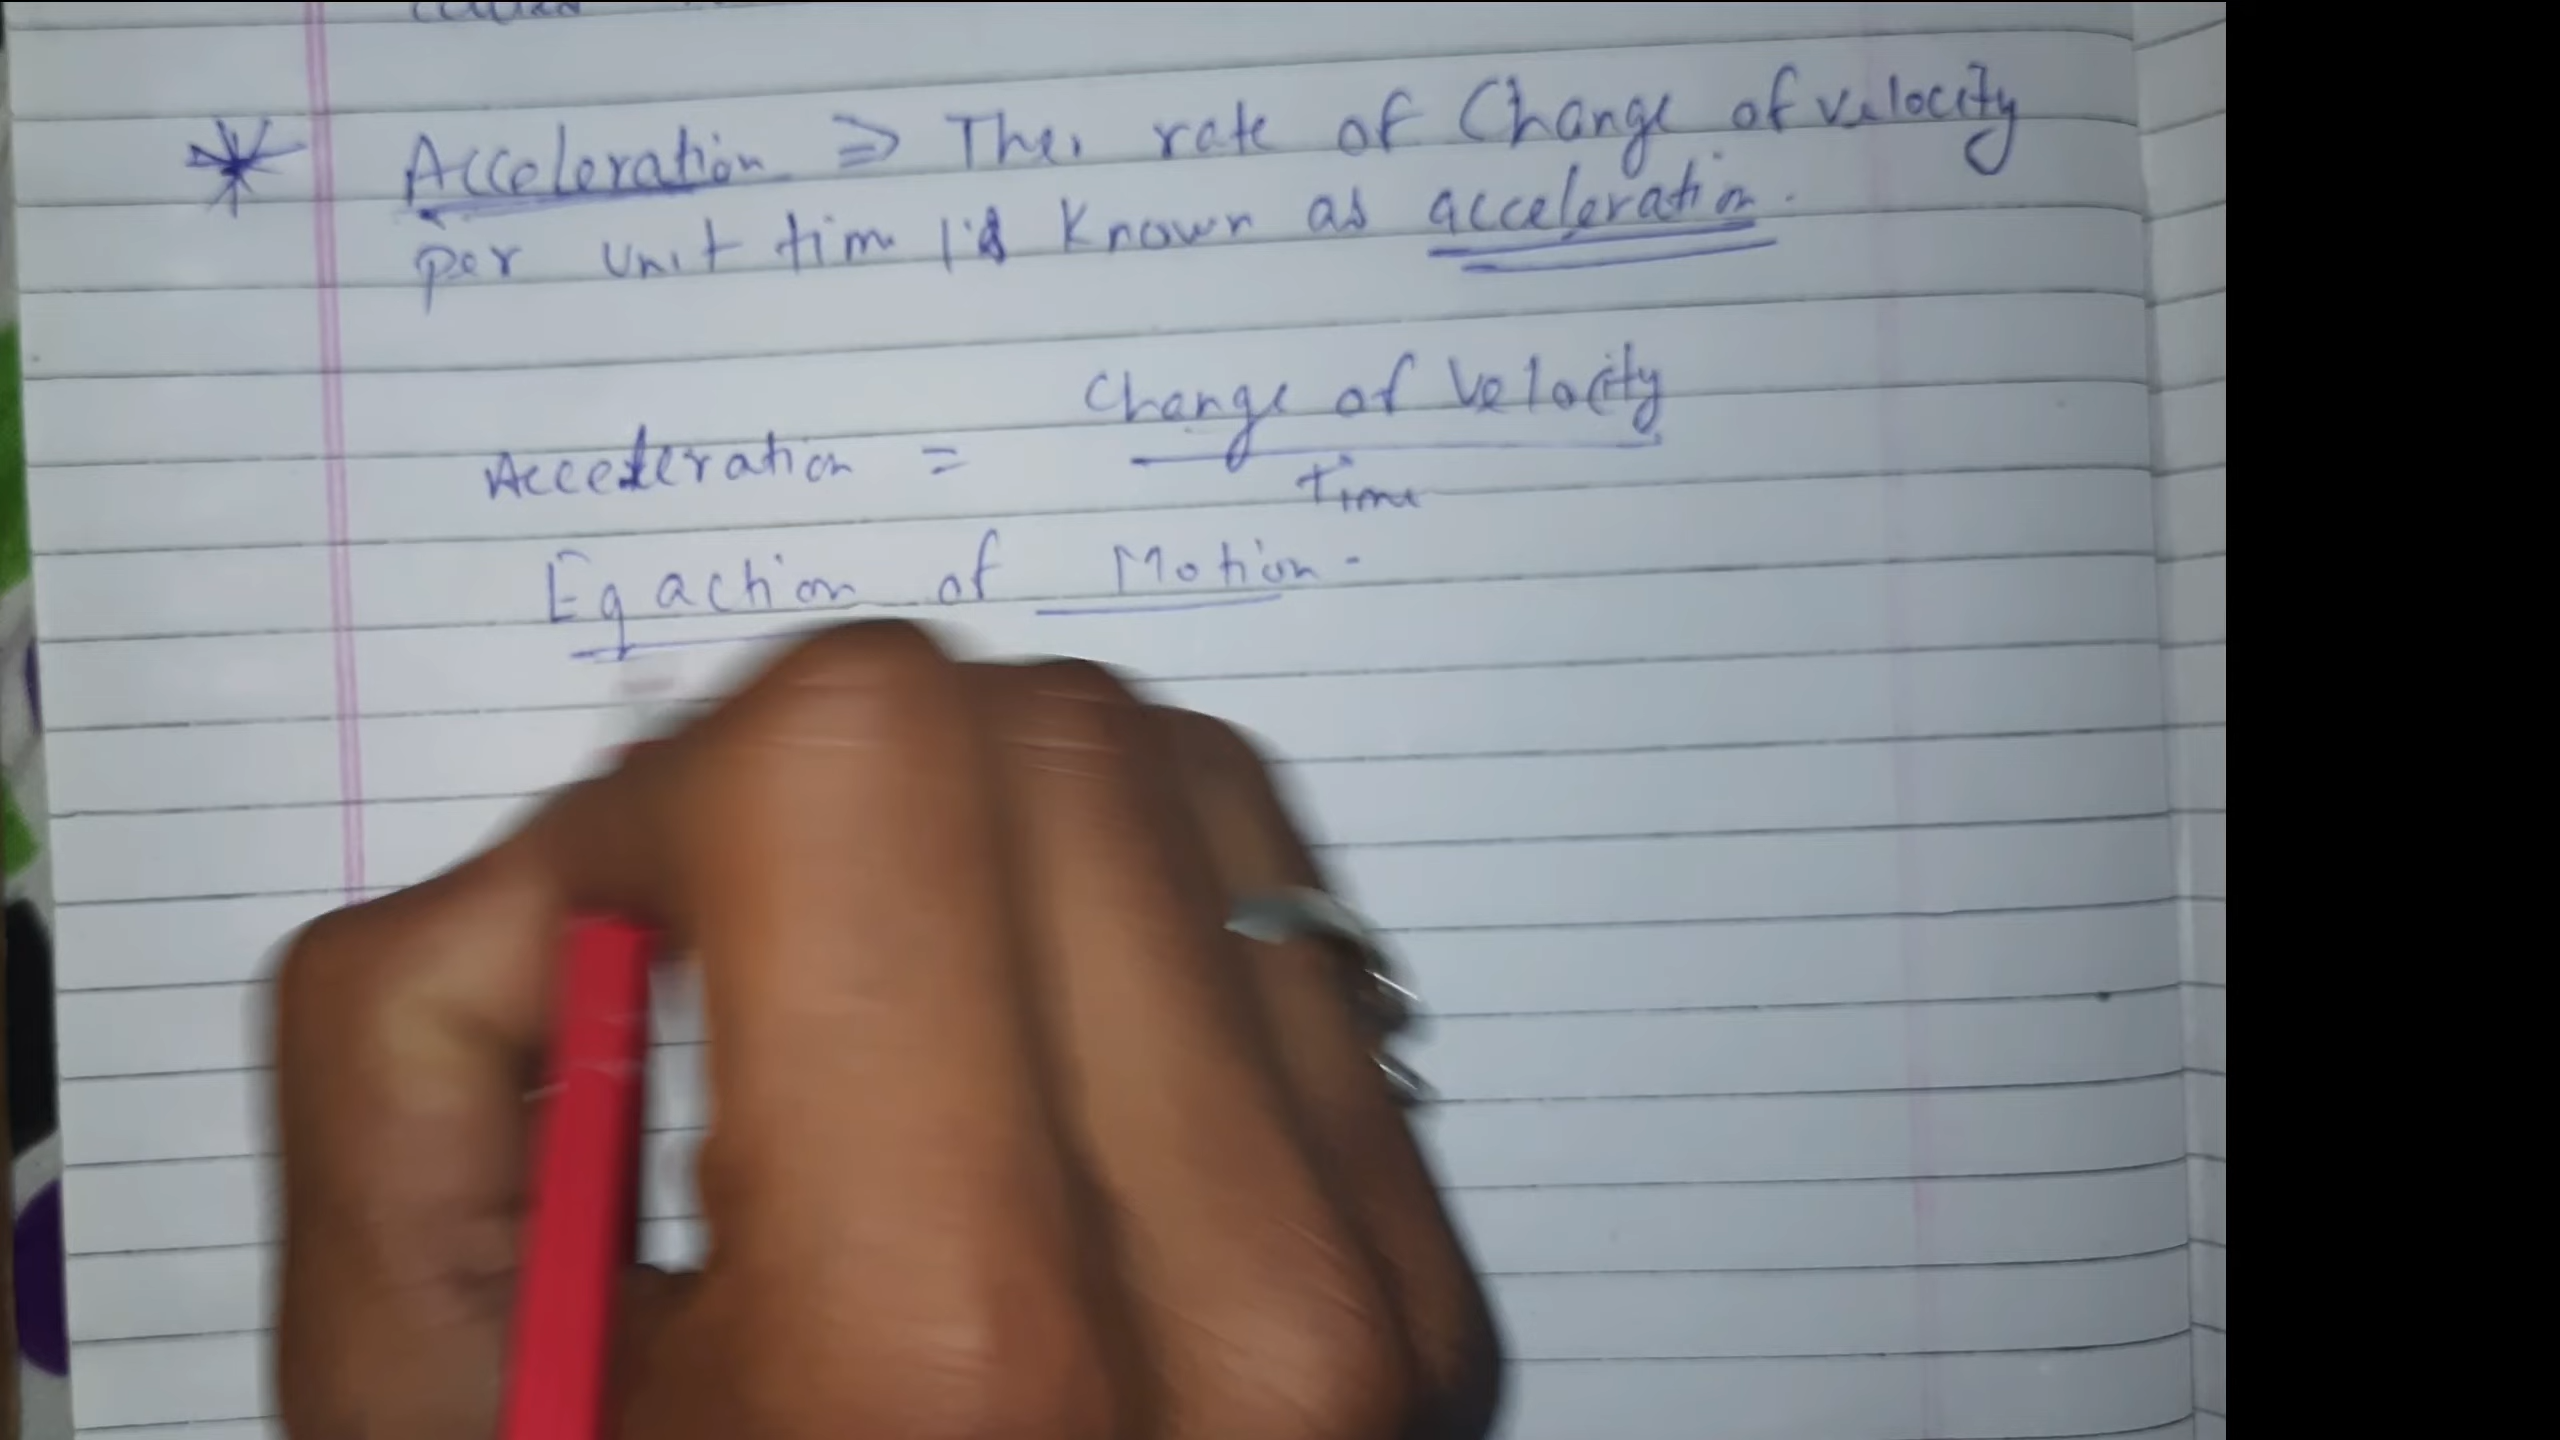 Acceleration ⇒ The, rate of Change of velocity
per unit tim is Known as acceleration.
Change of Velocity
Acceleration = 
time
Eqaction of Motion -